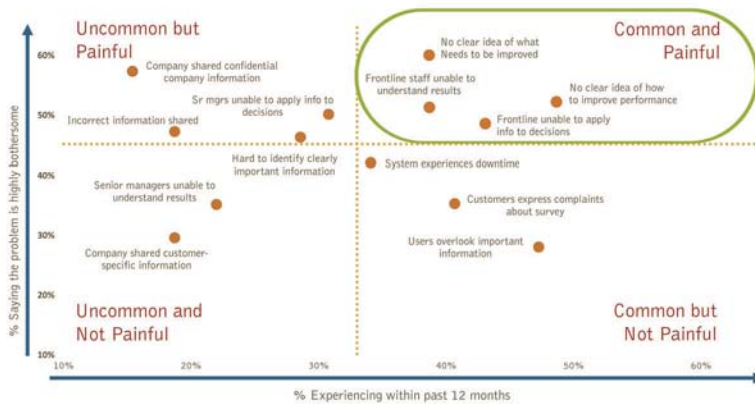 Uncommon but
Painful
Common and
Painful
% Saying the problem is highly bothersome
60%
50%
40%
30%
20%
10%
Company shared confidential
company information
Sr mgrs unable to apply info to
decisions
Incorrect information shared
Hard to identify clearly
important information
Senior managers unable to
understand results
Company shared customer-
specific information
No clear idea of what
Needs to be improved
Frontline staff unable to
understand results
No clear idea of how
to improve performance
Frontline unable to apply
info to decisions
System experiences downtime
Customers express complaints
about survey
Users overlook important
information
Uncommon and
Not Painful
Common but
Not Painful
10%
20%
30%
40%
50%
60%
% Experiencing within past 12 months